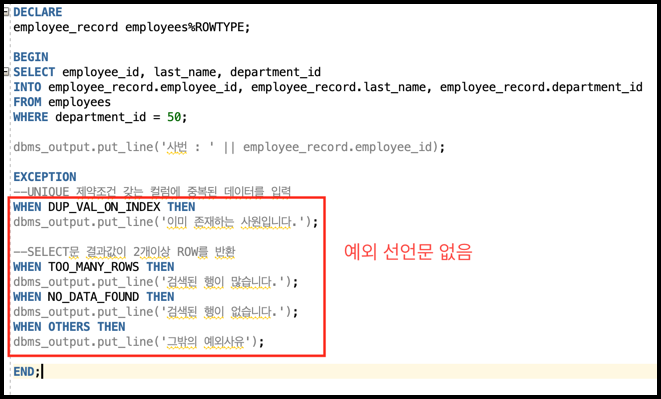 DECLARE
employee_record employees%ROWTYPE;
BEGIN
SELECT employee_id, last_name, department_id
INTO employee_record.employee_id, employee_record.last_name, employee_record.department_id
FROM employees
WHERE department_id = 50;
dbms_output.put_line('사번 : ' || employee_record.employee_id);
EXCEPTION
--UNIQUE 제약조건 갖는 컬럼에 중복된 데이터를 입력
WHEN DUP_VAL_ON_INDEX THEN
dbms_output.put_line('이미 존재하는 사원입니다.');
--SELECT문 결과값이 2개이상 ROW를 반환
예외 선언문 없음
WHEN TOO_MANY_ROWS THEN
dbms_output.put_line('검색된 행이 많습니다.');
WHEN NO_DATA_FOUND THEN
dbms_output.put_line('검색된 행이 없습니다.');
WHEN OTHERS THEN
dbms_output.put_line('그밖의 예외사유');
END;